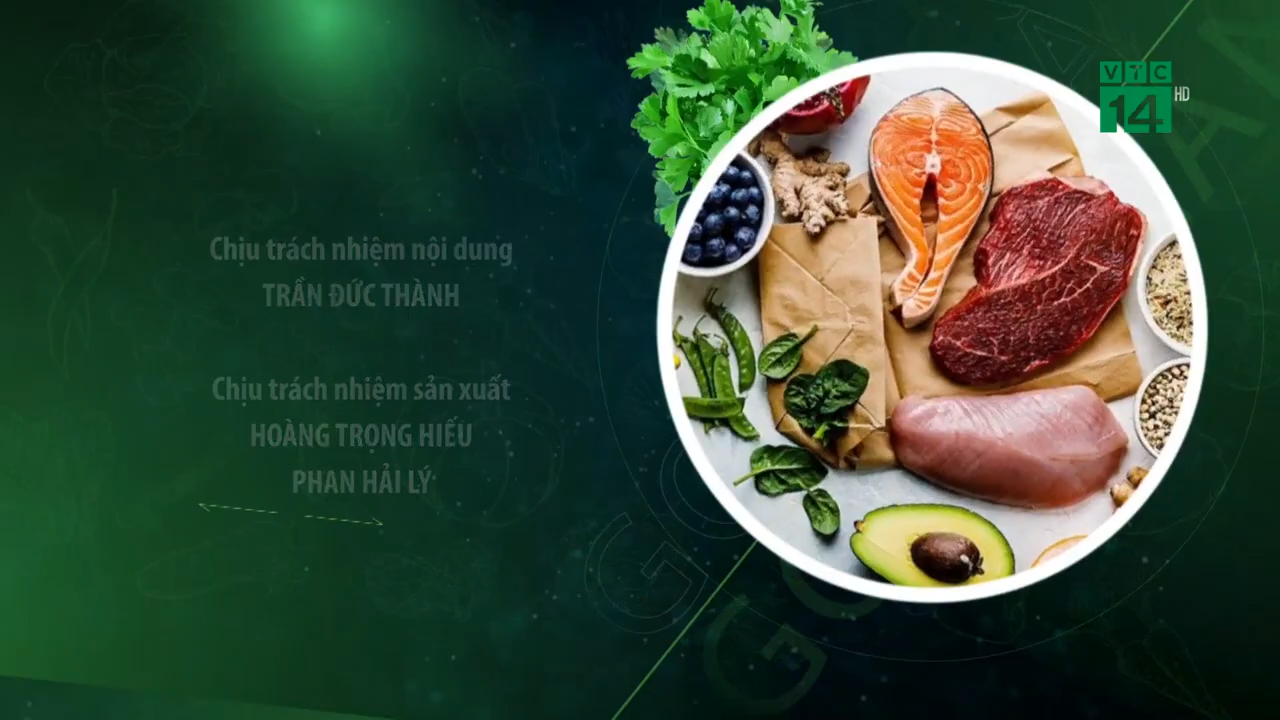 VTC
14
HD
Chịu trách nhiệm nội dung
TRẦN ĐỨC THÀNH
Chịu trách nhiệm sản xuất
HOÀNG TRỌNG HIẾU
PHAN HẢI LÝ